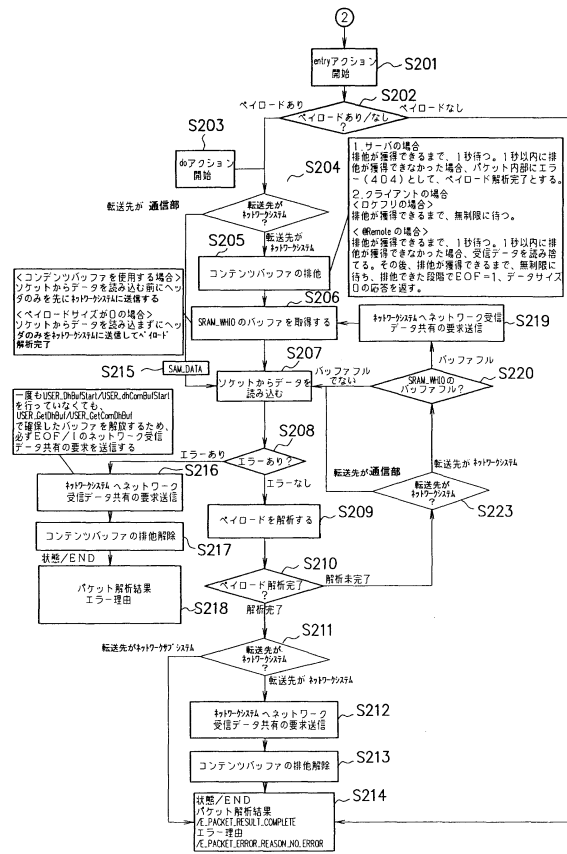 2
entryアクション
開始
S201
S202
ペイロードあり
ペイロードあり/なし
?
ペイロードなし
S203
doアクション
開始
S204
転送先が 通信部
転送先が
ネットワークシステム
?
転送先が
ネットワークシステム
1.サーバの場合
排他が獲得できるまで、1秒待つ。1秒以内に排
他が獲得できなかった場合、パケット内部にエラ
ー(404)として、ペイロード解析完了とする。
2.クライアントの場合
<ロケフリの場合>
排他が獲得できるまで、無制限に待つ。
<@Remoteの場合>
排他が獲得できるまで、1秒待つ。1秒以内に排
他が獲得できなかった場合、受信データを読み捨
てる。その後、排他が獲得できるまで、無制限に
待ち、排他できた段階でEOF=1、データサイズ
0の応答を返す。
S205
コンテンツバッファの排他
<コンテンツバッファを使用する場合>
ソケットからデータを読み込む前にヘッ
ダのみを先にネットワークシステムに送信する
<ペイロードサイズが0の場合>
ソケットからデータを読み込まずにヘッ
ダのみをネットワークシステムに送信してペイロード
解析完了
S206
SRAM_WHIOのバッファを取得する
S219
ネットワークシステムへネットワーク受信
データ共有の要求送信
S215
SAM_DATA
S207
ソケットからデータを
読み込む
バッファフル
でない
バッファフル
SRAM_WHIOの
バッファフル?
S220
一度もUSER_DhBufStart/USER_dhComBufStart
を行っていなくても、
USER_GetDhBuf/USER_GetComDhBuf
で確保したバッファを解放するため、
必ずEOF/1のネットワーク受信
データ共有の要求を送信する
S208
エラーあり
エラーあり?
エラーなし
転送先が通信部
転送先が ネットワークシステム
転送先が
ネットワークシステム
?
S223
S216
ネットワークシステム へネットワーク
受信データ共有の要求送信
S209
ペイロードを解析する
S217
コンテンツバッファの排他解除
状態/END
S210
ペイロード解析完了
?
解析未完了
解析完了
パケット解析結果
エラー理由
S218
S211
転送先がネットワークサブシステム
転送先が
ネットワークシステム
?
転送先が ネットワークシステム
S212
ネットワークシステム へネットワーク
受信データ共有の要求送信
S213
コンテンツバッファの排他解除
S214
状態/END
パケット解析結果
/E_PACKET_RESULT_COMPLETE
エラー理由
/E_PACKET_ERROR_REASON_NO_ERROR